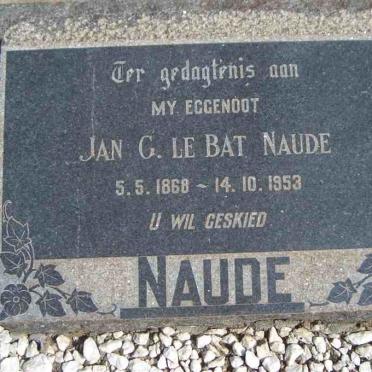 Ter gedagtenis aan
MY EGGENOOT
JAN G. LE BAT NAUDE
5.5.1868 ~ 14.10.1953
U WIL GESKIED
NAUDE